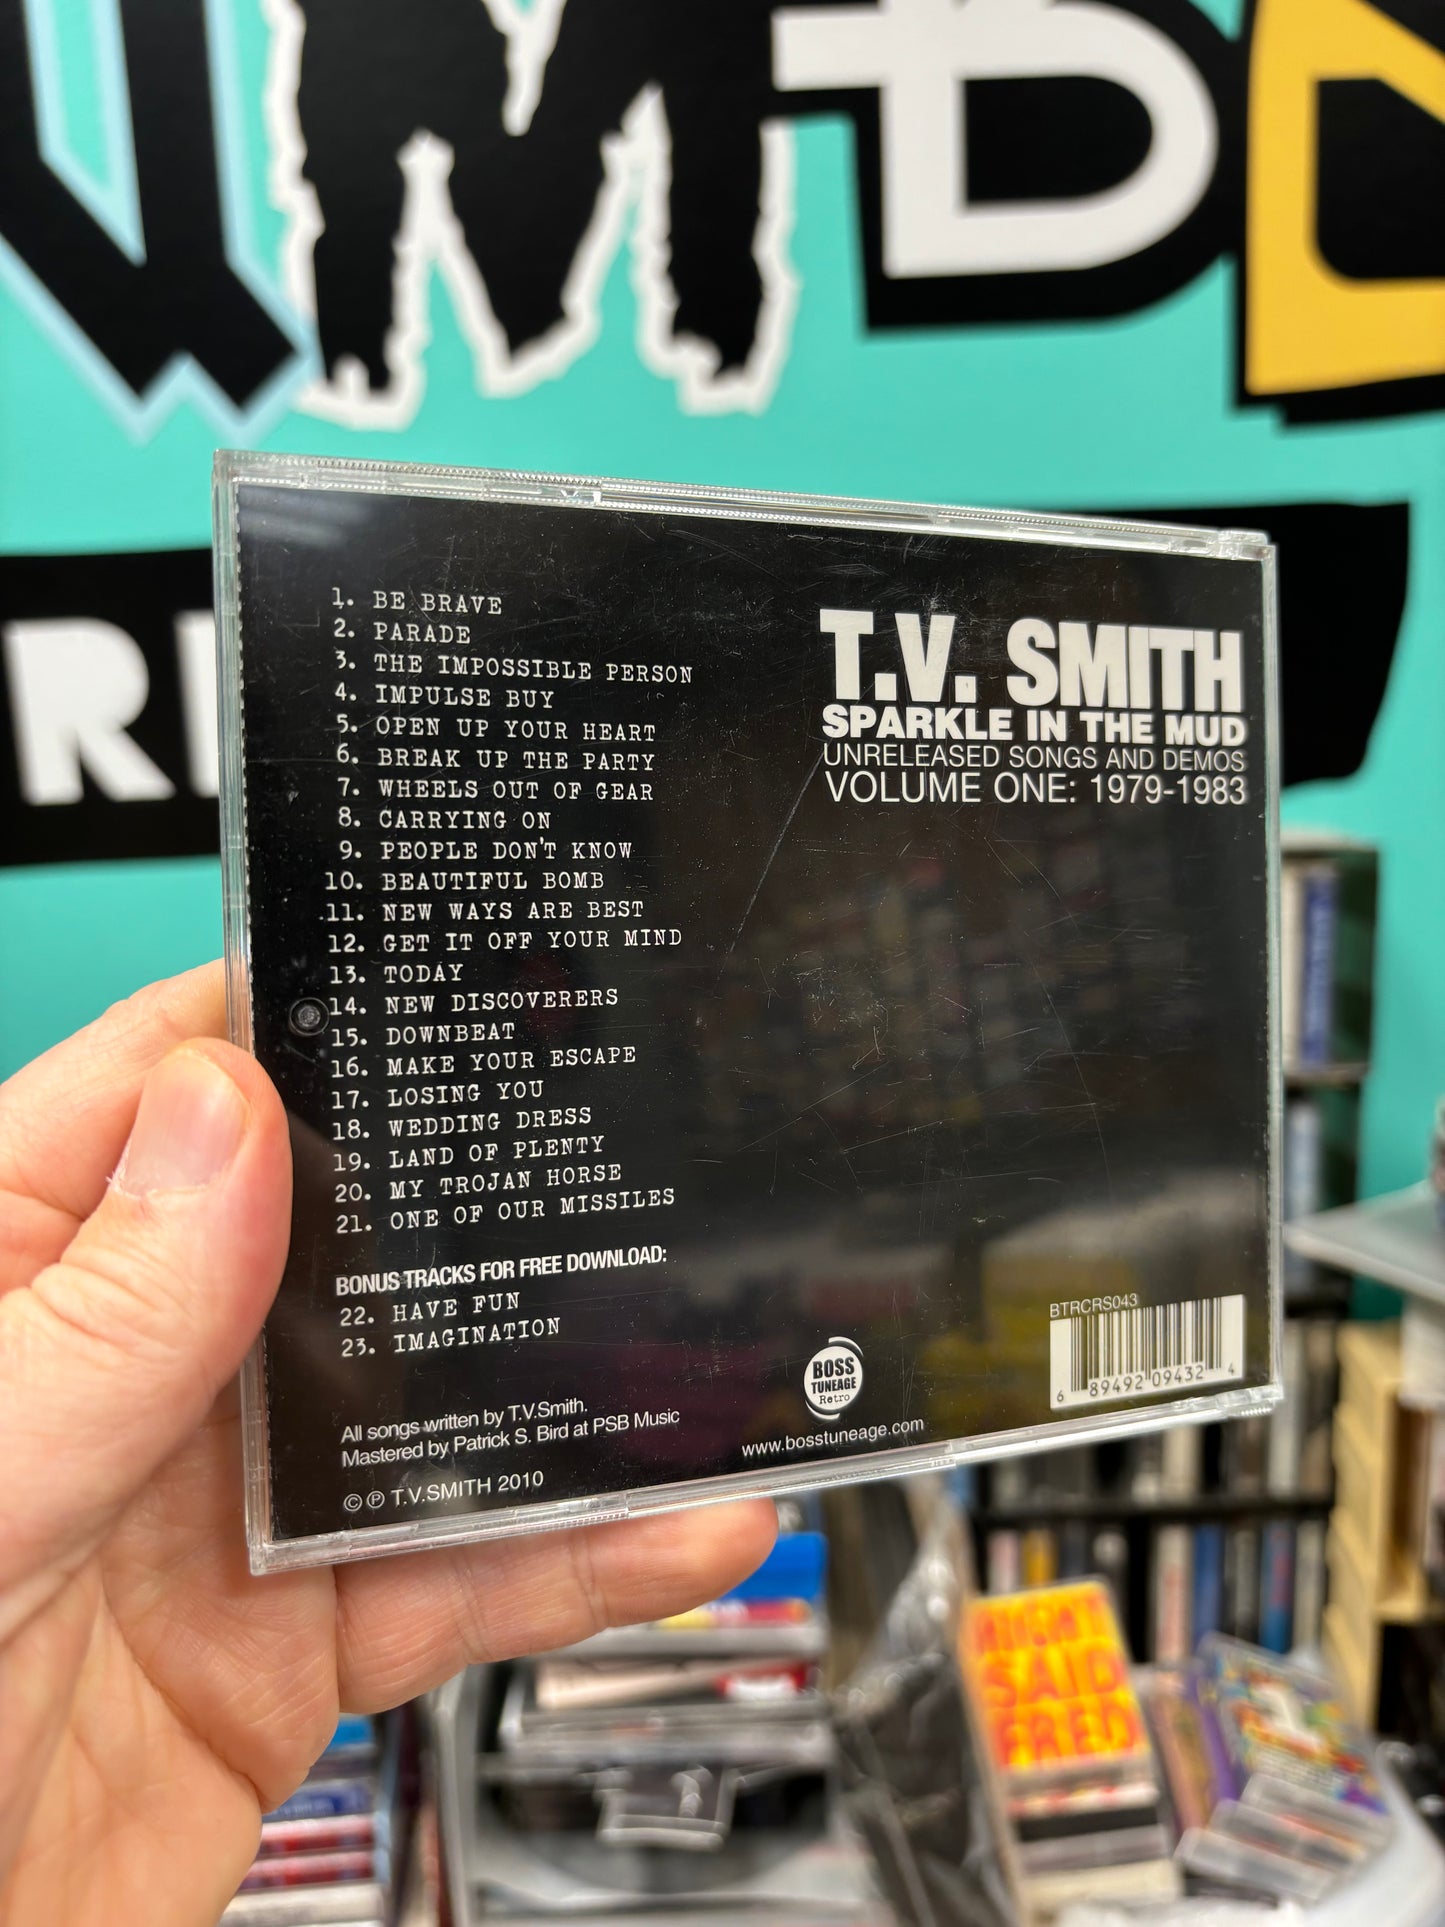 1. BE BRAVE
2. PARADE
3. THE IMPOSSIBLE PERSON
4. IMPULSE BUY
5. OPEN UP YOUR HEART
6. BREAK UP THE PARTY
7. WHEELS OUT OF GEAR
8. CARRYING ON
9. PEOPLE DON'T KNOW
10. BEAUTIFUL BOMB
11. NEW WAYS ARE BEST
12. GET IT OFF YOUR MIND
13. TODAY
14. NEW DISCOVERERS
15. DOWNBEAT
16. MAKE YOUR ESCAPE
17. LOSING YOU
18. WEDDING DRESS
19. LAND OF PLENTY
20. MY TROJAN HORSE
21. ONE OF OUR MISSILES
BONUS TRACKS FOR FREE DOWNLOAD:
22. HAVE FUN
23. IMAGINATION
All songs written by T.V.Smith.
Mastered by Patrick S. Bird at PSB Music
© ℗ T.V.SMITH 2010
T.V. SMITH
SPARKLE IN THE MUD
UNRELEASED SONGS AND DEMOS
VOLUME ONE: 1979-1983
BOSS
TUNEAGE
Retro
www.bosstuneage.com
BTRCRS043
6 89492 09432 4
SAID
FRED